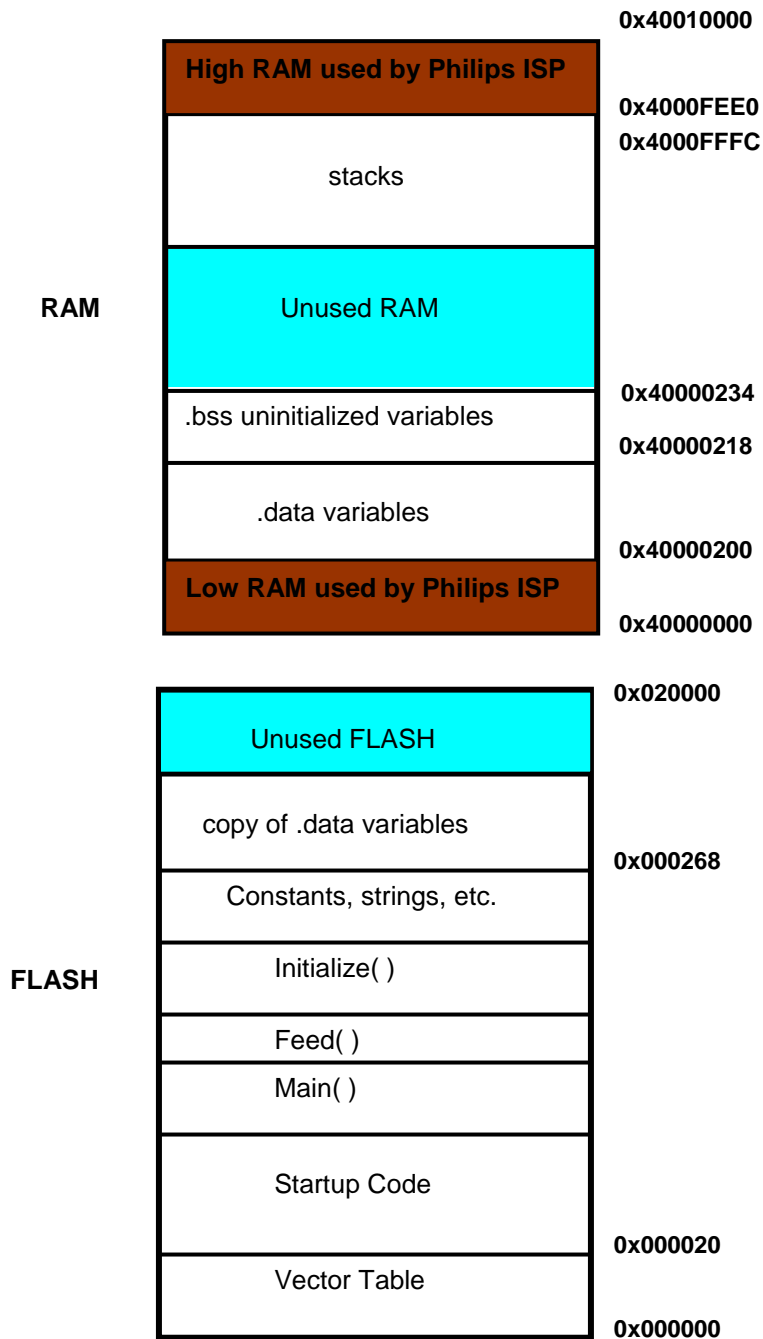 0x40010000
High RAM used by Philips ISP
0x4000FEE0
0x4000FFFC
stacks
RAM
Unused RAM
0x40000234
.bss uninitialized variables
0x40000218
.data variables
0x40000200
Low RAM used by Philips ISP
0x40000000
0x020000
Unused FLASH
copy of .data variables
0x000268
Constants, strings, etc.
FLASH
Initialize( )
Feed( )
Main( )
Startup Code
0x000020
Vector Table
0x000000